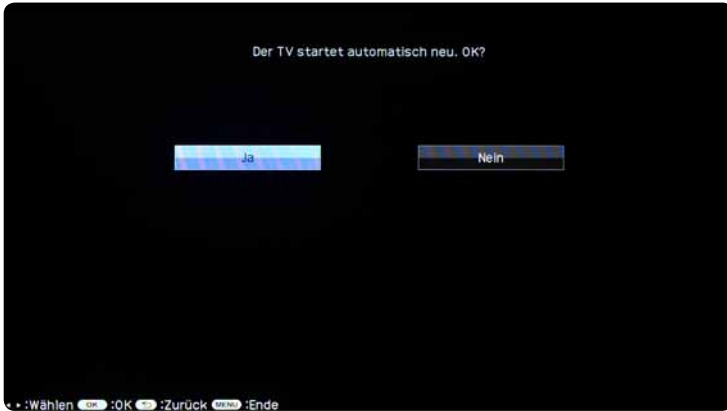 Der TV startet automatisch neu. OK?
Ja Nein
:Wählen OK :OK :Zurück MENU :Ende